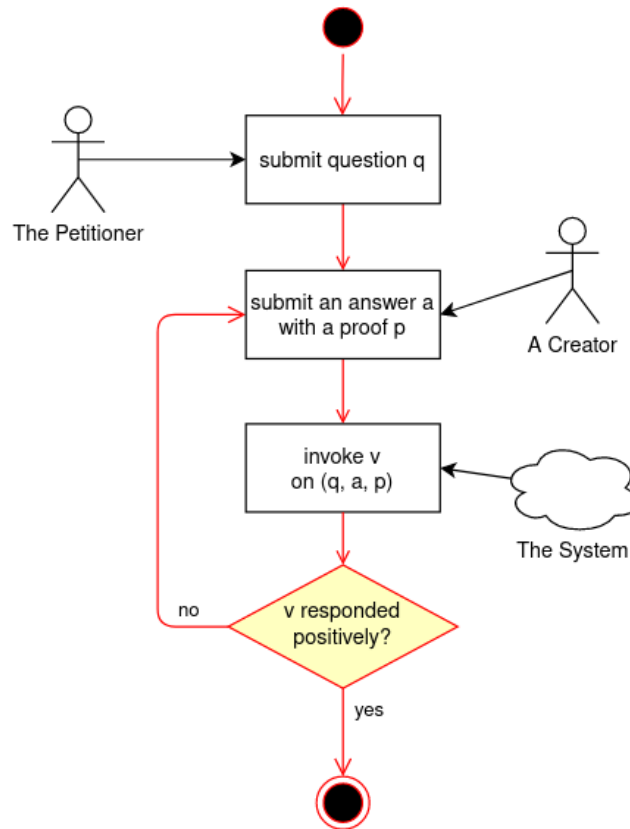 submit question q
The Petitioner
submit an answer a
with a proof p
A Creator
invoke v
on (q, a, p)
The System
v responded
positively?
no
yes